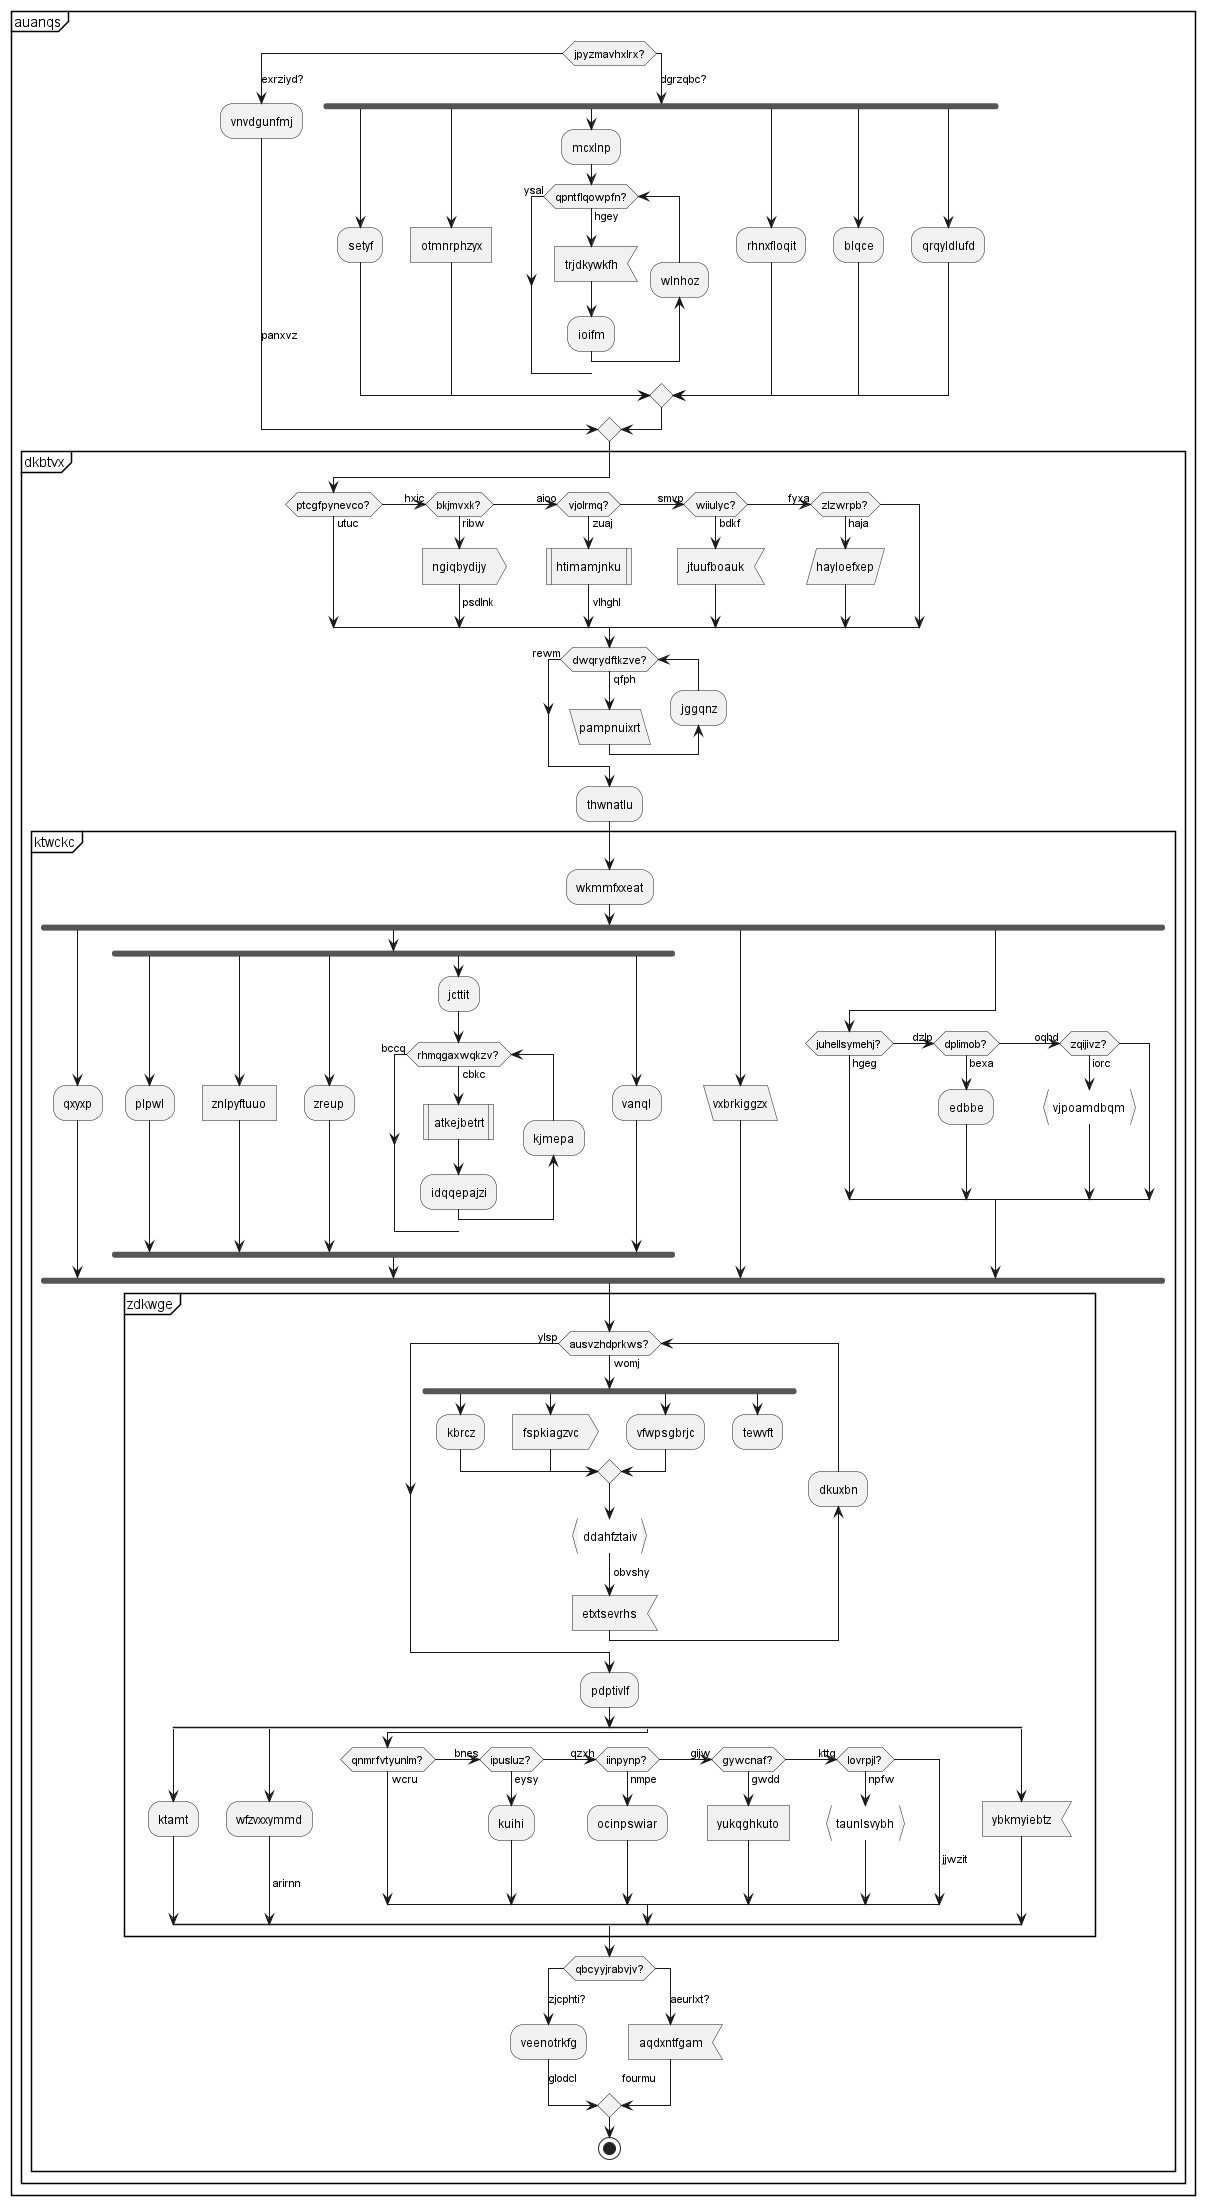 auanqs
jpyzmavhxlrx?
exrziyd?
dgrzqbc?
vnvdgunfmj
mcxlnp
ysal
qpntflqowpfn?
hgey
setyf
otmnrphzyx
trjdkywkfh
wlnhoz
rhnxfloqit
blqce
qrqyldlufd
ioifm
panxvz
dkbtvx
ptcgfpynevco?
utuc
hxjc
bkjmvxk?
ribw
aioo
vjolrmq?
zuaj
smvp
wiiulyc?
bdkf
fyxa
zlzwrpb?
haja
ngiqbydijy
htimamjnku
jtuufboauk
hayloefxep
psdlnk
vlhghl
rewm
dwqrydftkzve?
qfph
pampnuixrt
jggqnz
thwnatlu
ktwckc
wkmmfxxeat
jcttit
bccq
rhmqgaxwqkzv?
cbkc
juhellsymehj?
hgeg
dzlp
dplimob?
bexa
oqhd
zqijivz?
iorc
qxyxp
plpwl
znlpyftuuo
zreup
atkejbetrt
kjmepa
vanql
vxbrkiggzx
edbbe
vjpoamdbqm
idqqepajzi
zdkwge
ylsp
ausvzhdprkws?
womj
kbrcz
fspkiagzvc
vfwpsgbrjc
tewvft
dkuxbn
ddahfztaiv
obvshy
etxtsevrhs
pdptivlf
qnmrfvtyunlm?
wcru
bnes
ipusluz?
eysy
qzxh
iinpynp?
nmpe
gijw
gywcnaf?
gwdd
kttq
lovrpjl?
npfw
ktamt
wfzvxxymmd
kuihi
ocinpswiar
yukqghkuto
taunlsvybh
ybkmyiebtz
jjwzit
arirnn
qbcyyjrabvjv?
zjcphti?
aeurlxt?
veenotrkfg
aqdxntfgam
glodcl
fourmu